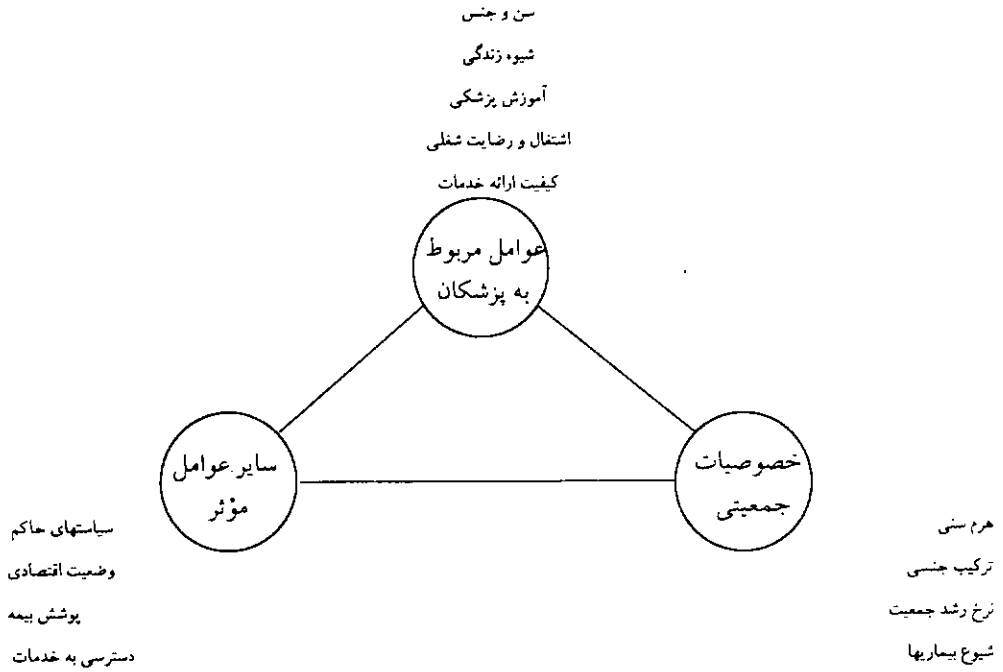 سن و جنس
شیوه زندگی
آموزش پزشکی
اشتغال و رضایت شغلی
کیفیت ارائه خدمات
عوامل مربوط
به پزشکان
خصوصیات
جمعیتی
هرم سنی
ترکیب جنسی
نرخ رشد جمعیت
شیوع بیماریها
سایر عوامل
مؤثر
سیاستهای حاکم
وضعیت اقتصادی
پوشش بیمه
دسترسی به خدمات